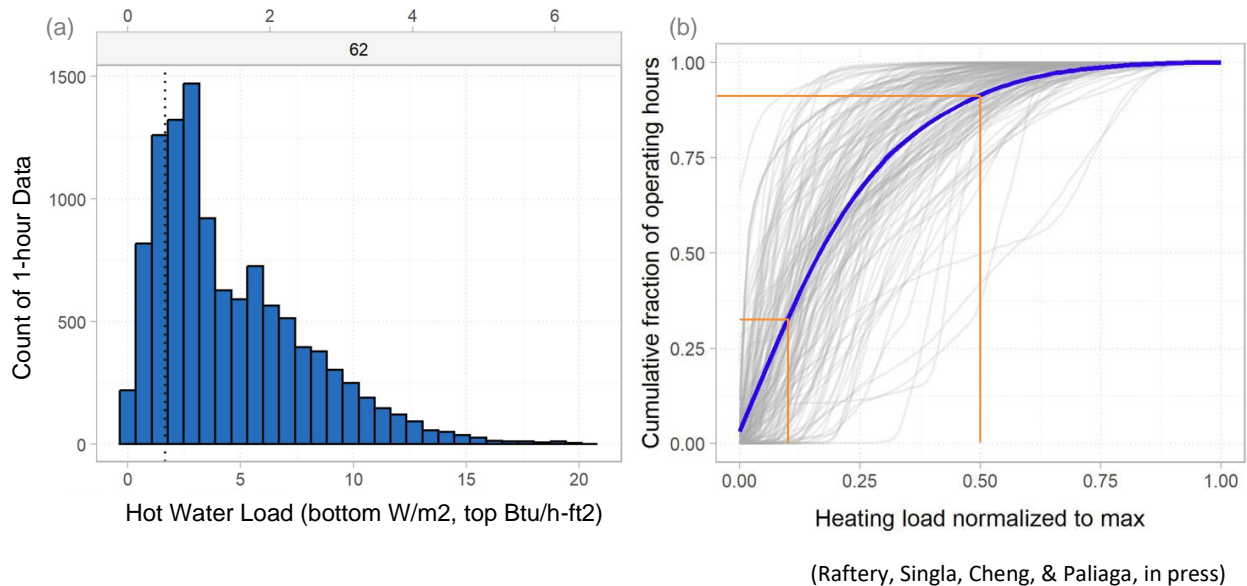 (a)
0 2 4 6
62
1500
1000
500
0
Count of 1-hour Data
0 5 10 15 20
Hot Water Load (bottom W/m2, top Btu/h-ft2)
(b)
1.00
0.75
0.50
0.25
0.00
Cumulative fraction of operating hours
0.00 0.25 0.50 0.75 1.00
Heating load normalized to max
(Raftery, Singla, Cheng, & Paliaga, in press)